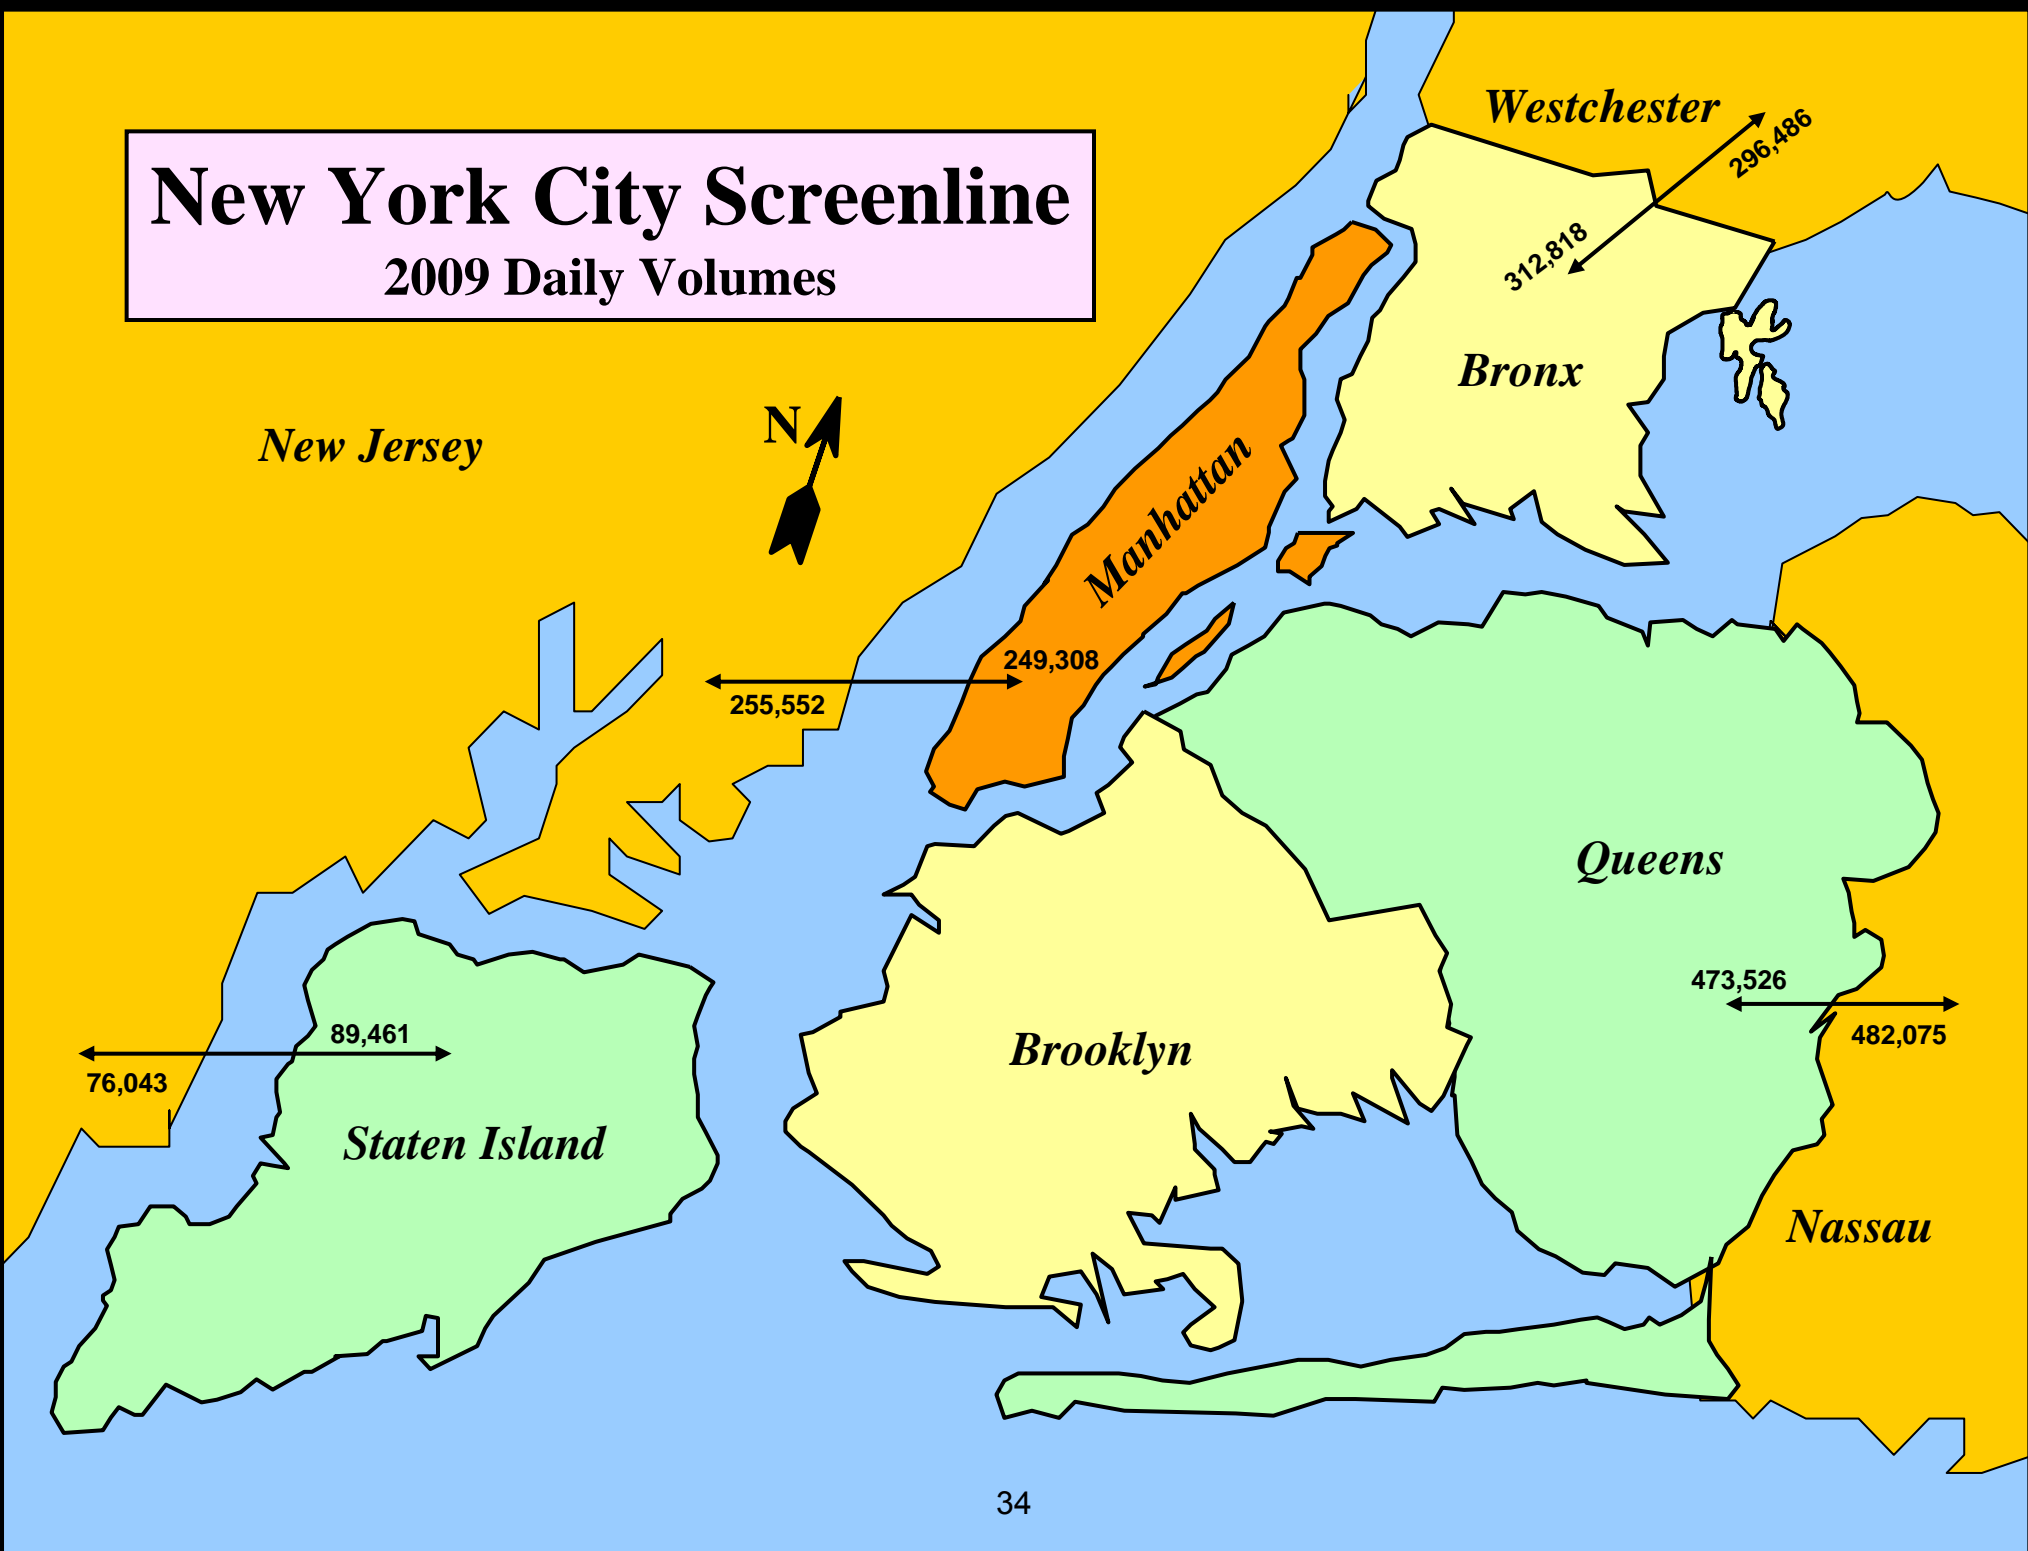 New York City Screenline
2009 Daily Volumes
Westchester
296,486
312,818
Bronx
New Jersey
N
Manhattan
249,308
255,552
Queens
473,526
482,075
89,461
76,043
Brooklyn
Staten Island
Nassau
34